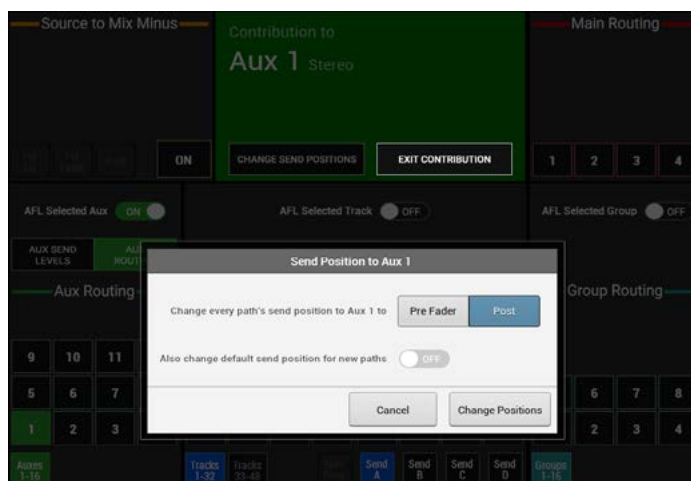 Source to Mix Minus
Contribution to
Aux 1 Stereo
Main Routing
ON
CHANGE SEND POSITIONS
EXIT CONTRIBUTION
1 2 3 4
AFL Selected Aux ON
AFL Selected Track OFF
AFL Selected Group OFF
AUX SEND
LEVELS
Send Position to Aux 1
Aux Routing
Group Routing
Change every path's send position to Aux 1 to
Pre Fader
Post
9 10 11
Also change default send position for new paths
OFF
5 6 7
6 7 8
Cancel
Change Positions
1 2 3
2 3 4
Auxes
1-16
Tracks
1-32
Tracks
33-48
Send
A
Send
B
Send
C
Send
D
Groups
1-16